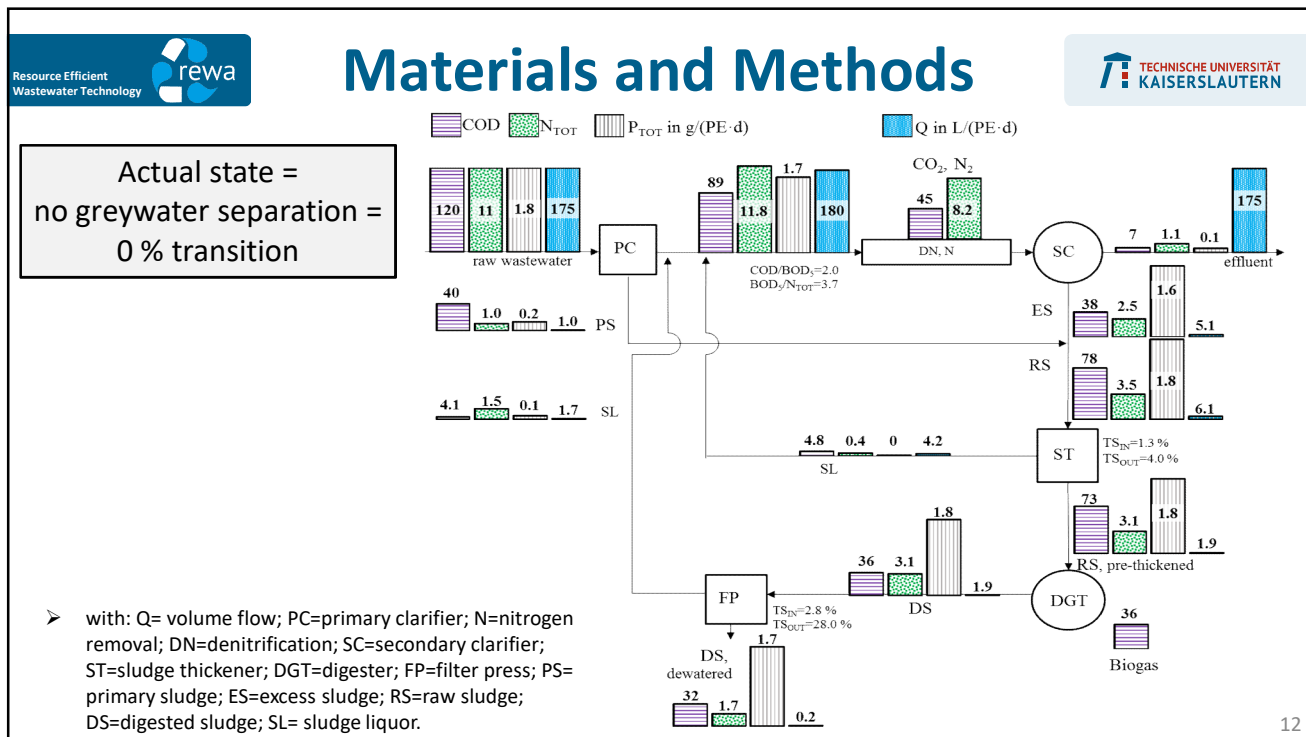 Resource Efficient
Wastewater Technology
rewa
Materials and Methods
TECHNISCHE UNIVERSITÄT
KAISERSLAUTERN
COD
N_TOT
P_TOT in g/(PE·d)
Q in L/(PE·d)
Actual state =
no greywater separation =
0 % transition
120 11 1.8 175
raw wastewater
PC
89 11.8 1.7 180
COD/BOD5=2.0
BOD5/N_TOT=3.7
CO2, N2
45 8.2
DN, N
SC
7 1.1 0.1 175
effluent
40 1.0 0.2 1.0
PS
ES
38 2.5 1.6 5.1
RS
78 3.5 1.8 6.1
4.1 1.5 0.1 1.7
SL
4.8 0.4 0 4.2
SL
ST
TS_IN=1.3 %
TS_OUT=4.0 %
73 3.1 1.8 1.9
RS, pre-thickened
36 3.1 1.8 1.9
DS
FP
TS_IN=2.8 %
TS_OUT=28.0 %
DGT
36
Biogas
DS,
dewatered
32 1.7 1.7 0.2
➢ with: Q= volume flow; PC=primary clarifier; N=nitrogen
removal; DN=denitrification; SC=secondary clarifier;
ST=sludge thickener; DGT=digester; FP=filter press; PS=
primary sludge; ES=excess sludge; RS=raw sludge;
DS=digested sludge; SL= sludge liquor.
12